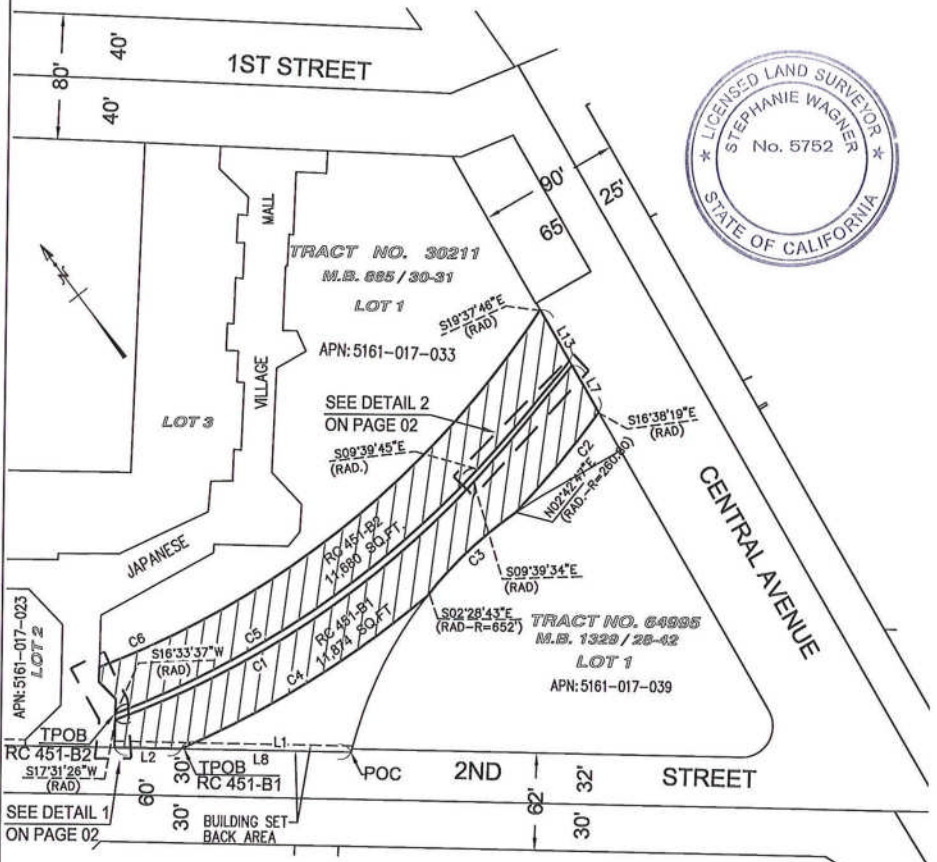 80'
40'
40'
1ST STREET
LICENSED LAND SURVEYOR
STEPHANIE WAGNER
No. 5752
STATE OF CALIFORNIA
90'
65'
25'
N
MALL
TRACT NO. 30211
M.B. 885 / 30-31
LOT 1
APN: 5161-017-033
S19°37'46"E
(RAD)
L13
L7
VILLAGE
LOT 3
SEE DETAIL 2
ON PAGE 02
S09°39'45"E
(RAD.)
S16°38'19"E
(RAD)
C2
N02°42'47"E
CENTRAL AVENUE
RC 451-B2
11,680 SQ.FT.
C3
S09°39'34"E
(RAD)
JAPANESE
RC 451-B1
11,874 SQ.FT
S02°28'43"E
(RAD-R=652')
TRACT NO. 64995
M.B. 1329 / 28-42
LOT 1
APN: 5161-017-039
APN: 5161-017-023
LOT 2
C6
C5
C1
C4
S16°33'37"W
(RAD)
TPOB
RC 451-B2
S17°31'26"W
(RAD)
L1
L2
L8
TPOB
RC 451-B1
POC
2ND STREET
60'
30'
30'
62'
32'
30'
SEE DETAIL 1
ON PAGE 02
BUILDING SET
BACK AREA